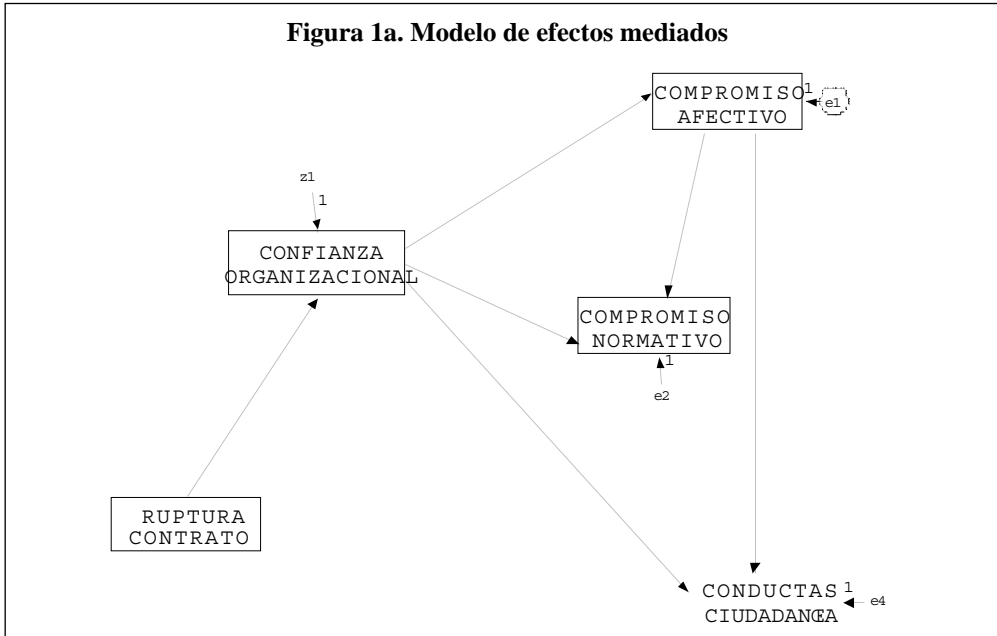 Figura 1a. Modelo de efectos mediados
COMPROMISO
AFECTIVO
1
e1
z1
1
CONFIANZA
ORGANIZACIONAL
COMPROMISO
NORMATIVO
1
e2
RUPTURA
CONTRATO
CONDUCTAS
1
e4